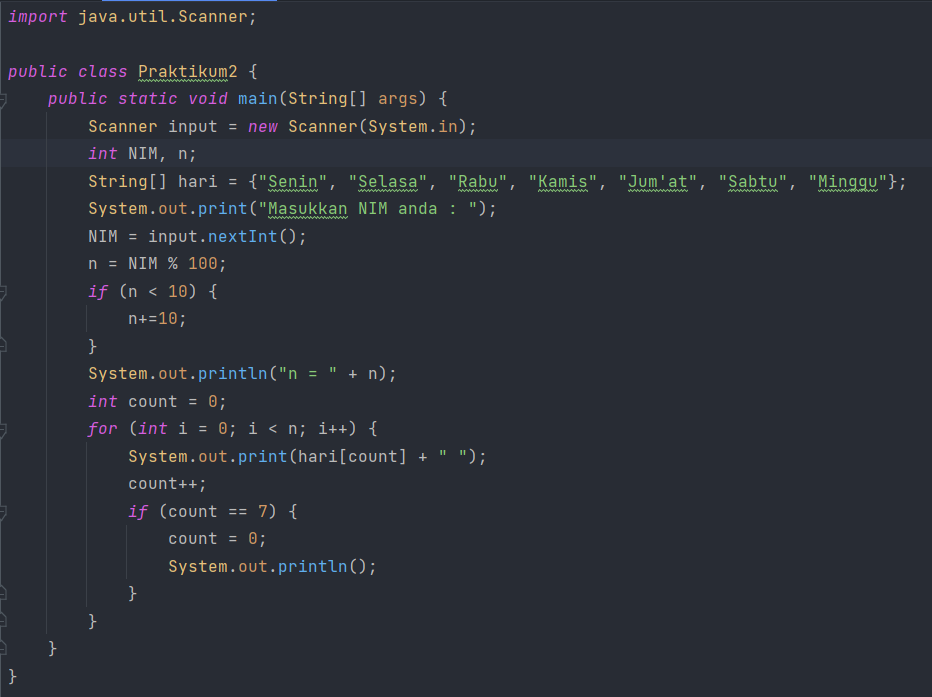 import java.util.Scanner;

public class Praktikum2 {
    public static void main(String[] args) {
        Scanner input = new Scanner(System.in);
        int NIM, n;
        String[] hari = {"Senin", "Selasa", "Rabu", "Kamis", "Jum'at", "Sabtu", "Minggu"};
        System.out.print("Masukkan NIM anda : ");
        NIM = input.nextInt();
        n = NIM % 100;
        if (n < 10) {
            n+=10;
        }
        System.out.println("n = " + n);
        int count = 0;
        for (int i = 0; i < n; i++) {
            System.out.print(hari[count] + " ");
            count++;
            if (count == 7) {
                count = 0;
                System.out.println();
            }
        }
    }
}